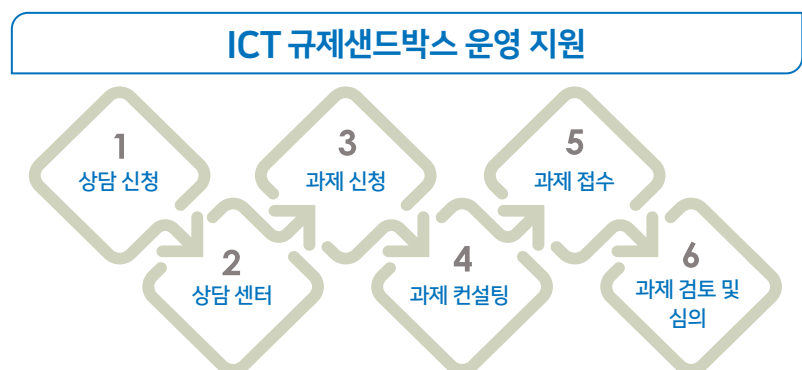 ICT 규제샌드박스 운영 지원
1
상담 신청
2
상담 센터
3
과제 신청
4
과제 컨설팅
5
과제 접수
6
과제 검토 및
심의